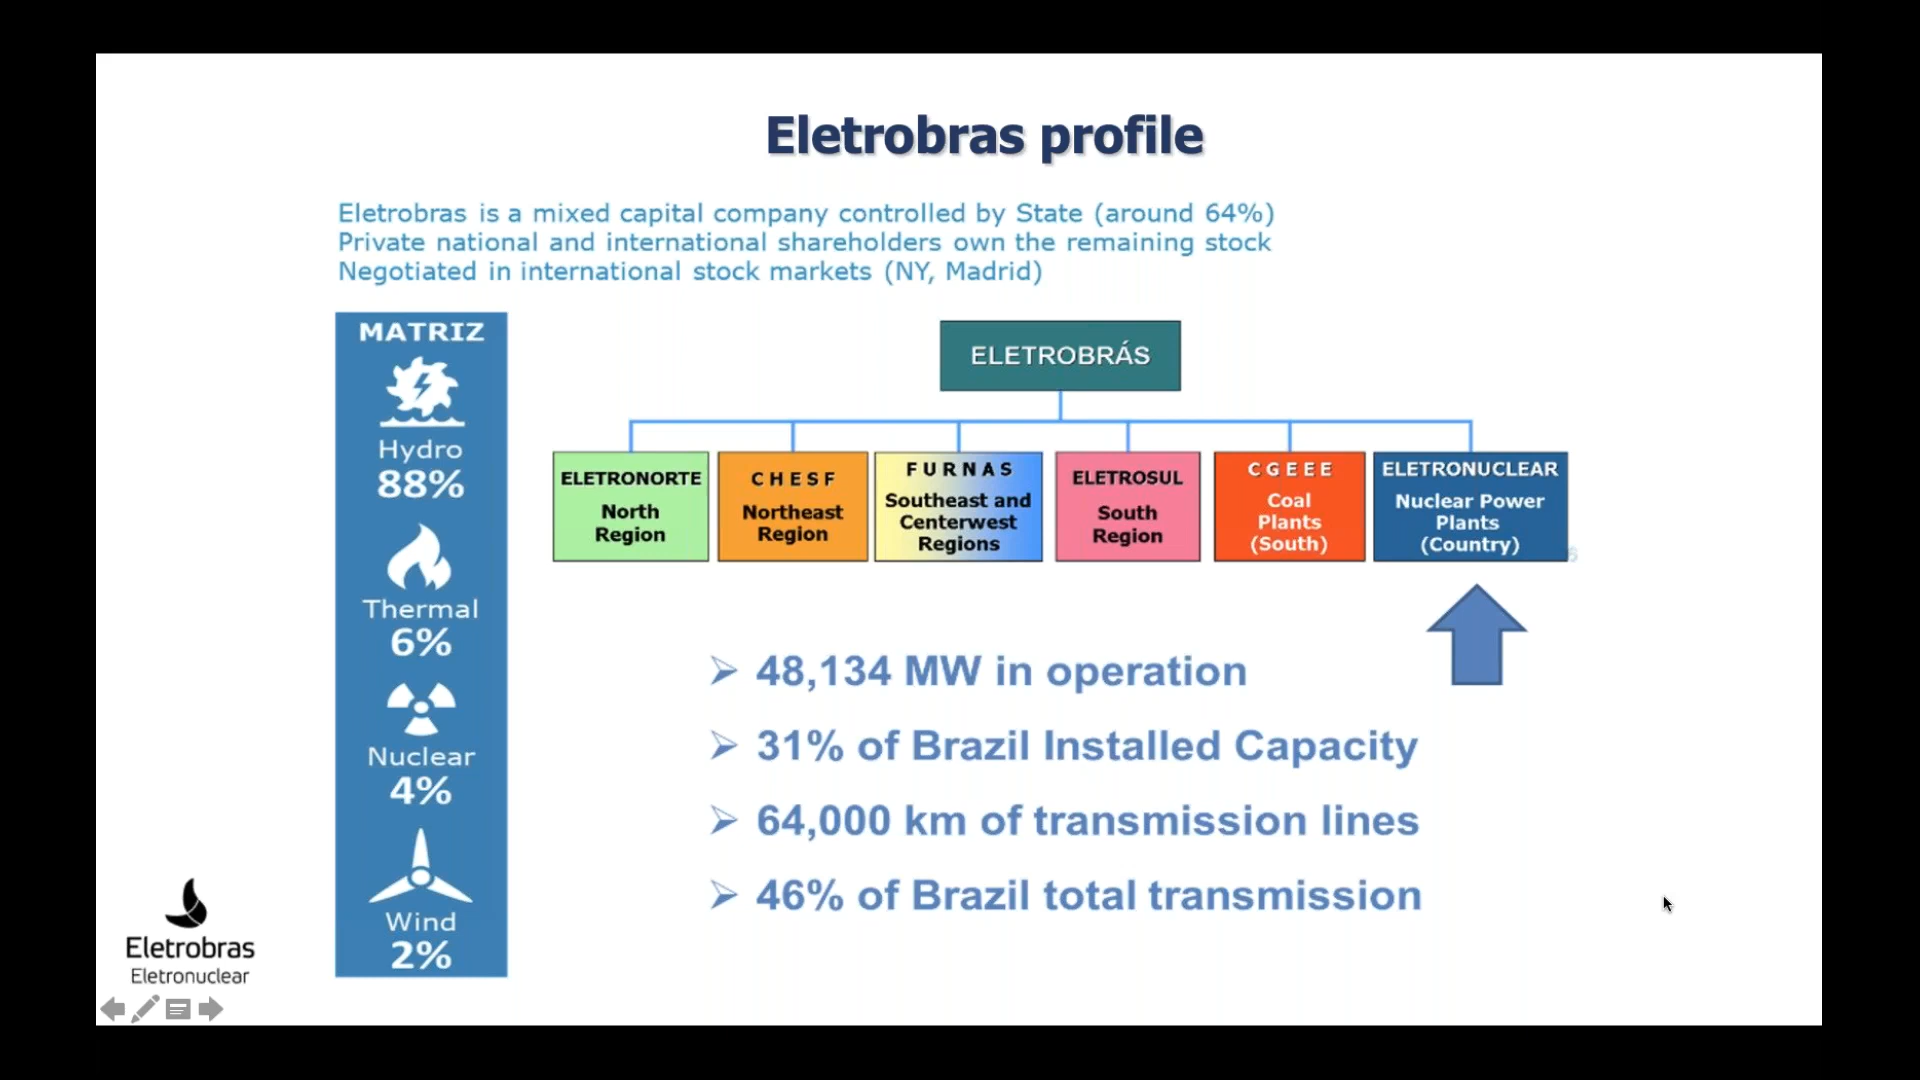 Eletrobras profile
Eletrobras is a mixed capital company controlled by State (around 64%)
Private national and international shareholders own the remaining stock
Negotiated in international stock markets (NY, Madrid)
MATRIZ
Hydro
88%
Thermal
6%
Nuclear
4%
Wind
2%
ELETROBRÁS
ELETRONORTE
North
Region
CHESF
Northeast
Region
FURNAS
Southeast and
Centerwest
Regions
ELETROSUL
South
Region
CGEEE
Coal
Plants
(South)
ELETRONUCLEAR
Nuclear Power
Plants
(Country)
➢ 48,134 MW in operation
➢ 31% of Brazil Installed Capacity
➢ 64,000 km of transmission lines
➢ 46% of Brazil total transmission
Eletrobras
Eletronuclear